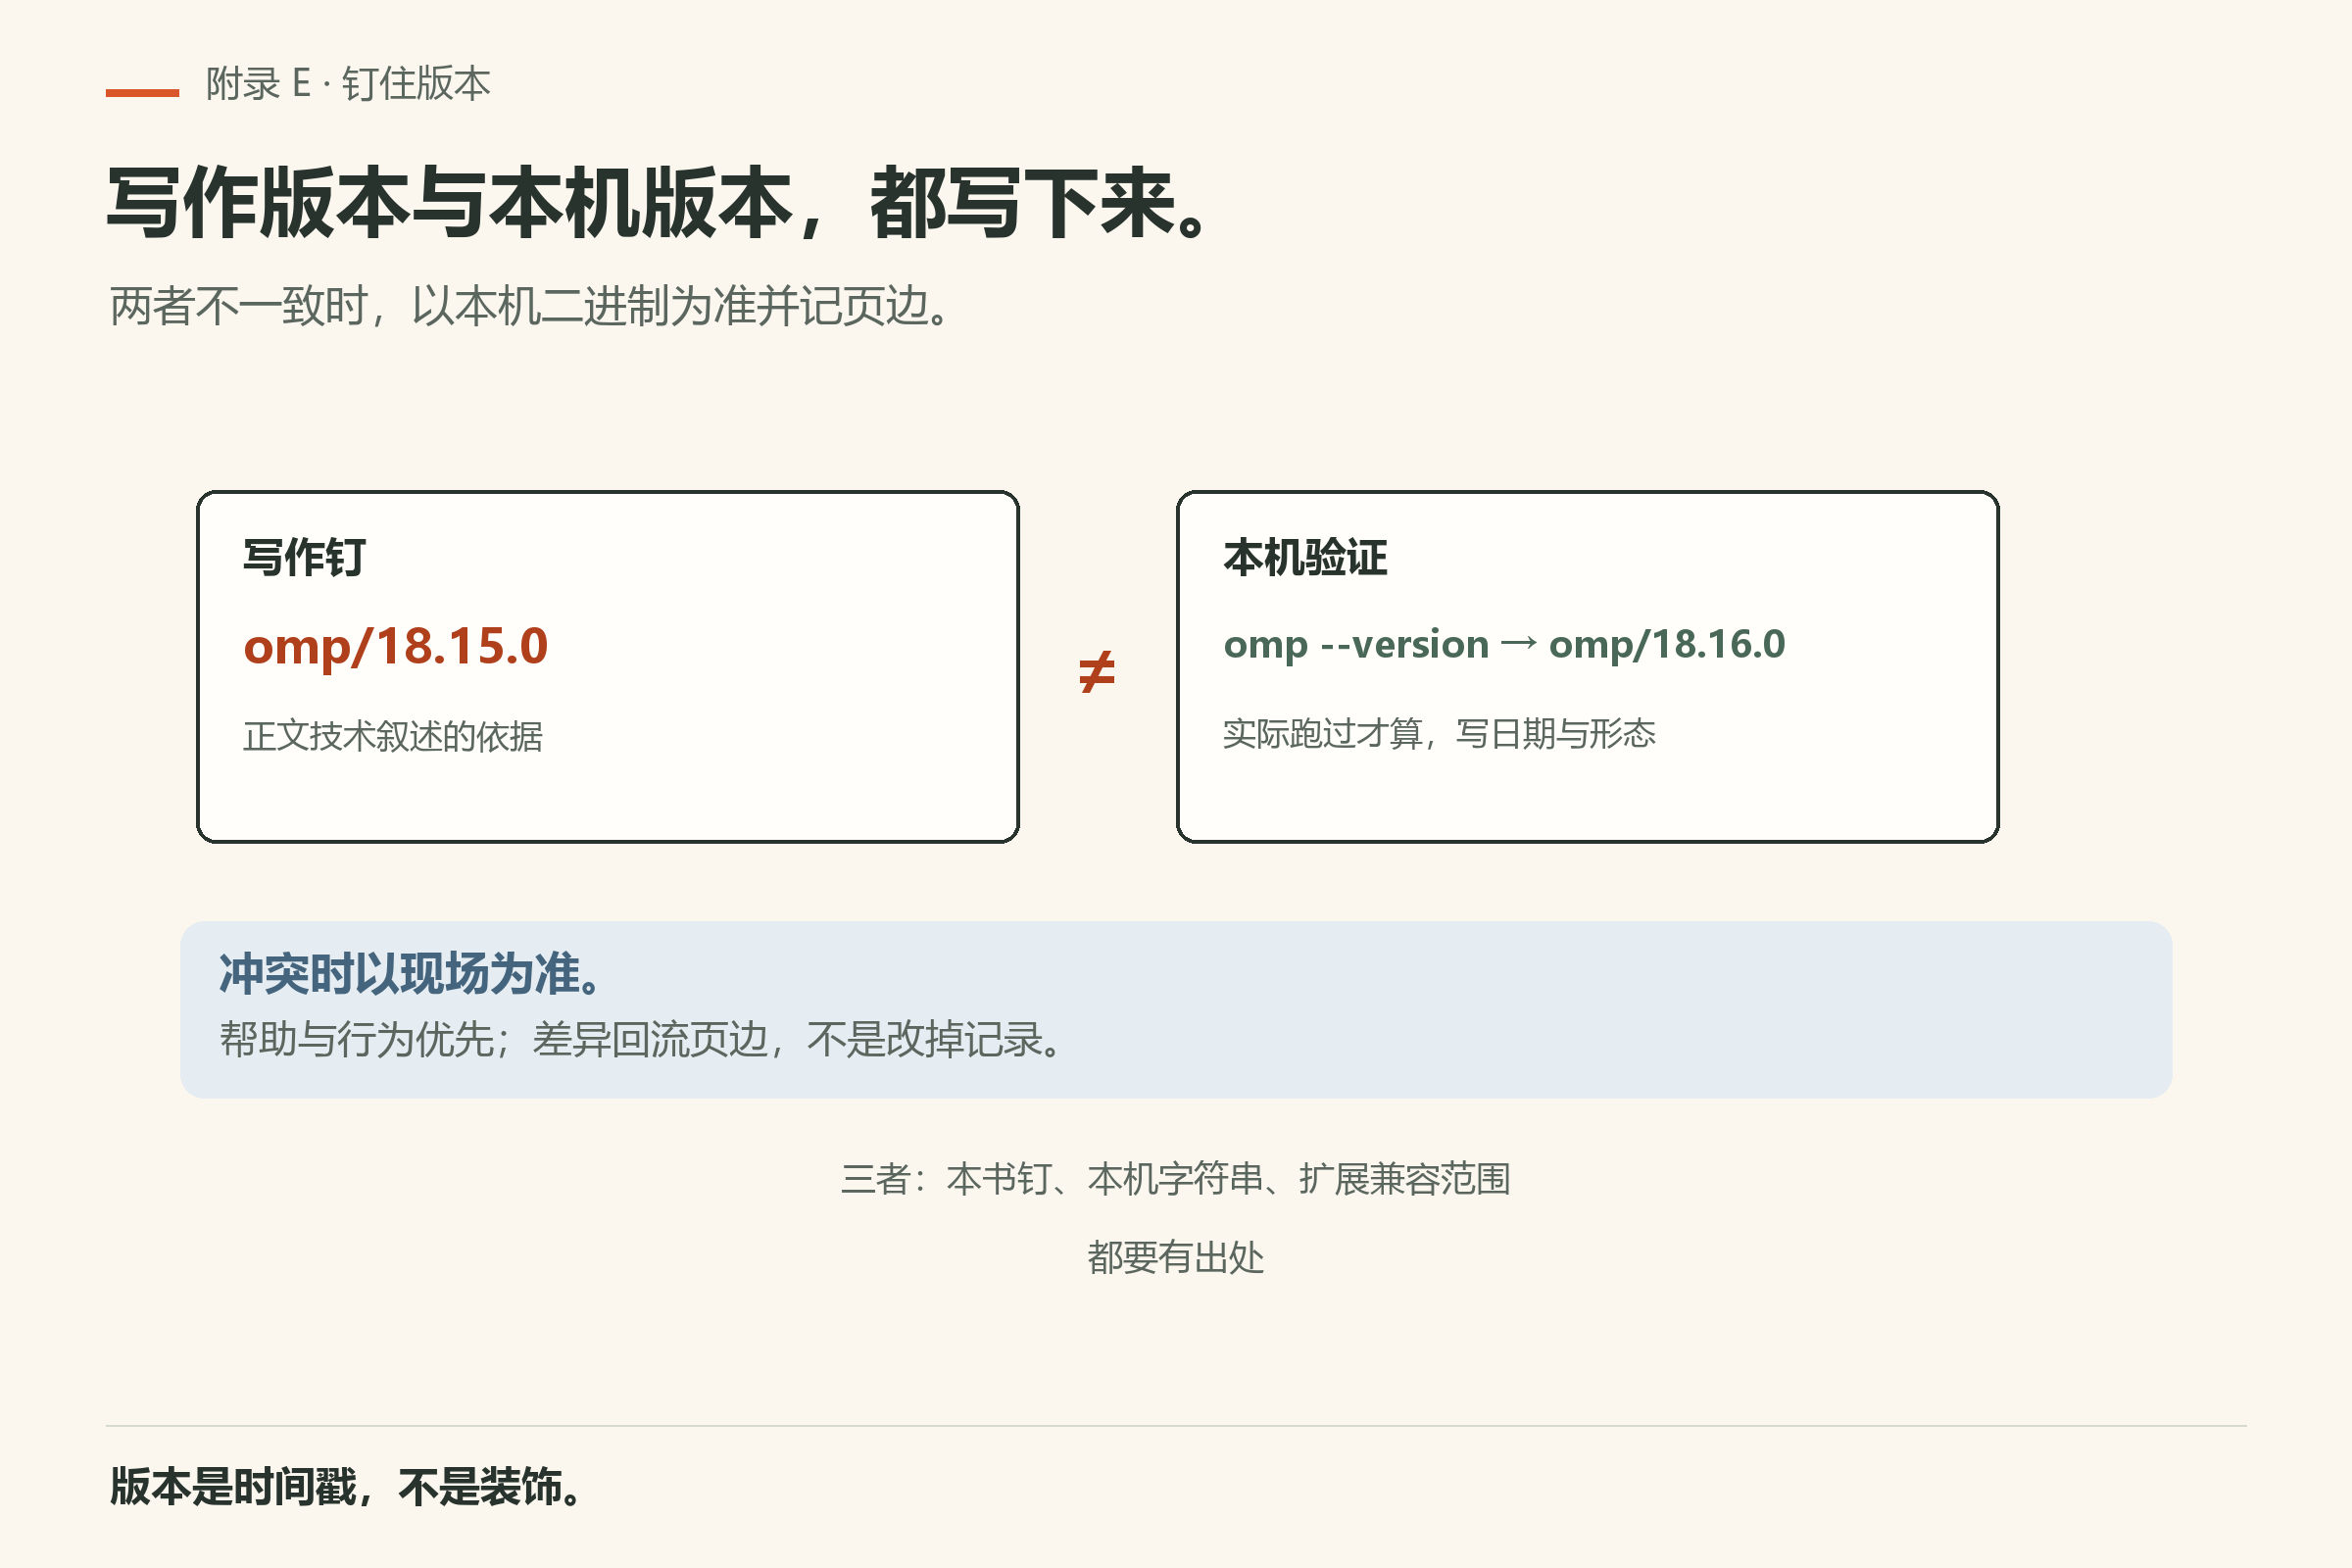 附录 E · 钉住版本
写作版本与本机版本，都写下来。
两者不一致时，以本机二进制为准并记页边。
写作钉
omp/18.15.0
正文技术叙述的依据
≠
本机验证
omp --version → omp/18.16.0
实际跑过才算，写日期与形态
冲突时以现场为准。
帮助与行为优先；差异回流页边，不是改掉记录。
三者：本书钉、本机字符串、扩展兼容范围
都要有出处
版本是时间戳，不是装饰。